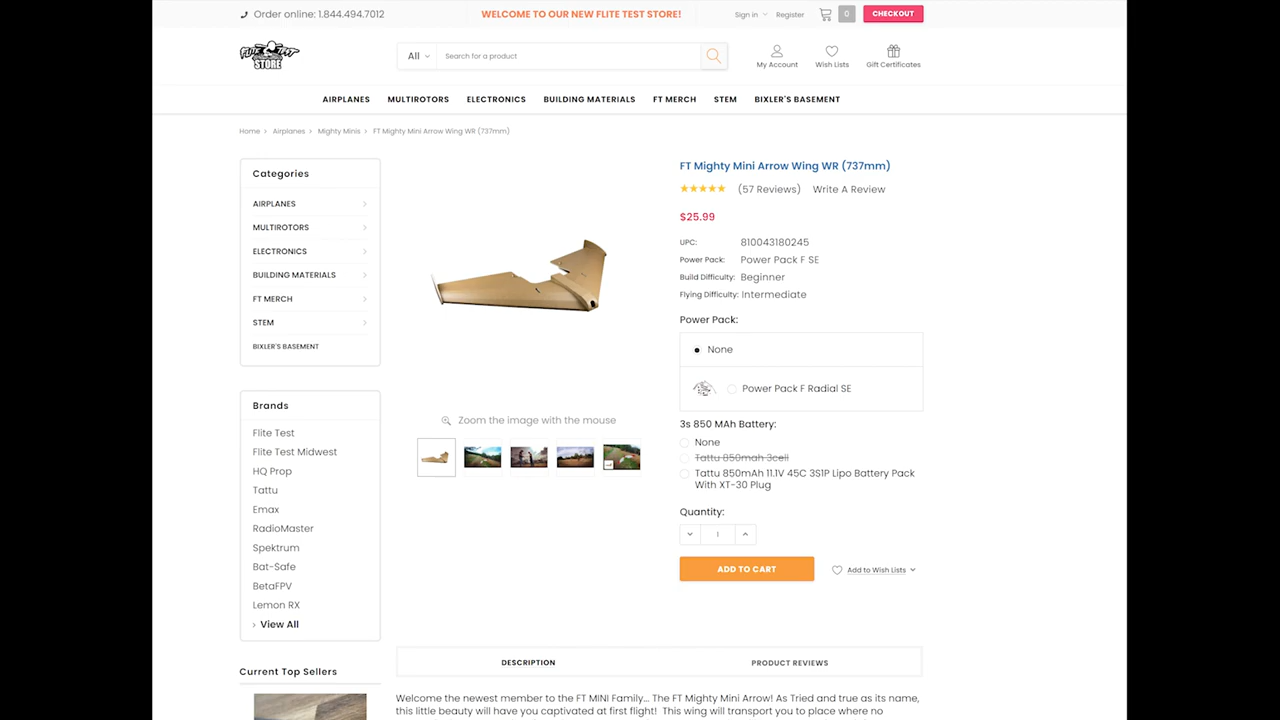 Order online: 1.844.494.7012
WELCOME TO OUR NEW FLITE TEST STORE!
Sign in
Register
0
CHECKOUT
FLITE TEST
STORE
All
Search for a product
My Account
Wish Lists
Gift Certificates
AIRPLANES
MULTIROTORS
ELECTRONICS
BUILDING MATERIALS
FT MERCH
STEM
BIXLER'S BASEMENT
Home > Airplanes > Mighty Minis > FT Mighty Mini Arrow Wing WR (737mm)
Categories
AIRPLANES
MULTIROTORS
ELECTRONICS
BUILDING MATERIALS
FT MERCH
STEM
BIXLER'S BASEMENT
Brands
Flite Test
Flite Test Midwest
HQ Prop
Tattu
Emax
RadioMaster
Spektrum
Bat-Safe
BetaFPV
Lemon RX
> View All
Current Top Sellers
Zoom the image with the mouse
FT Mighty Mini Arrow Wing WR (737mm)
(57 Reviews)
Write A Review
$25.99
UPC: 810043180245
Power Pack: Power Pack F SE
Build Difficulty: Beginner
Flying Difficulty: Intermediate
Power Pack:
None
Power Pack F Radial SE
3s 850 MAh Battery:
None
Tattu 850mah 3cell
Tattu 850mAh 11.1V 45C 3S1P Lipo Battery Pack
With XT-30 Plug
Quantity:
1
ADD TO CART
Add to Wish Lists
DESCRIPTION
PRODUCT REVIEWS
Welcome the newest member to the FT MINI Family... The FT Mighty Mini Arrow! As Tried and true as its name,
this little beauty will have you captivated at first flight! This wing will transport you to place where no